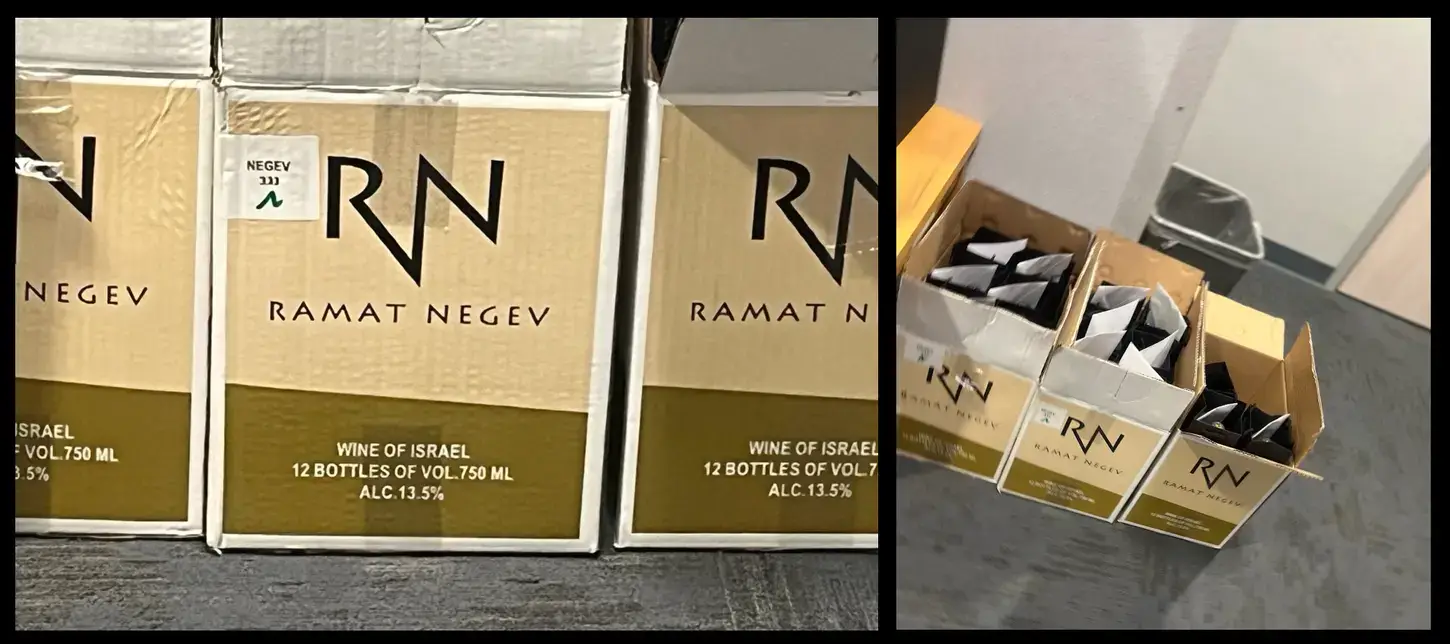 N
NEGEV
ISRAEL
VOL.750 ML
3.5%
NEGEV
נגב
RN
RAMAT NEGEV
WINE OF ISRAEL
12 BOTTLES OF VOL.750 ML
ALC.13.5%
RN
RAMAT N
WINE OF ISRAEL
12 BOTTLES OF VOL.7
ALC.13.5%
RN
RAMAT NEGEV
RN
RAMAT NEGEV
RN
RAMAT NEGEV